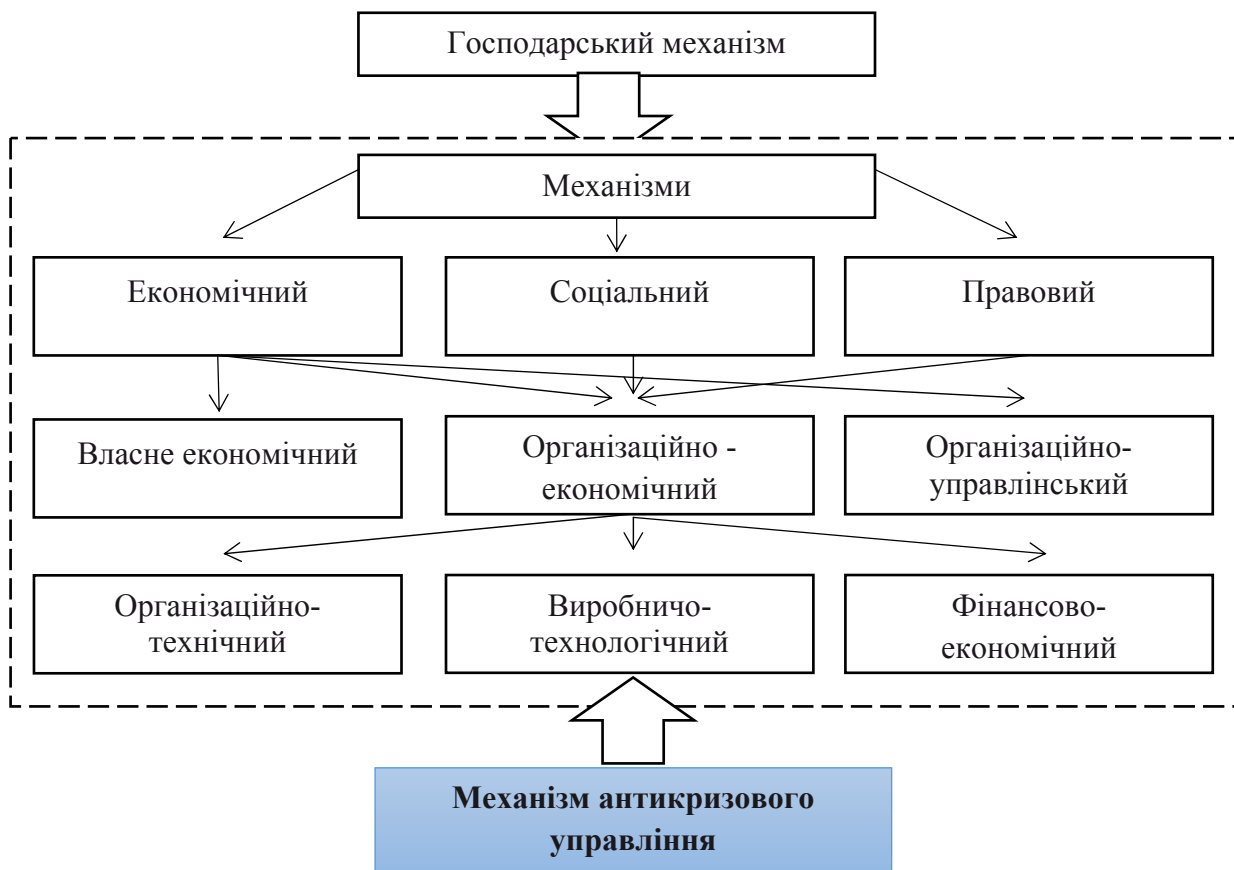 Господарський механізм
Механізми
Економічний
Соціальний
Правовий
Власне економічний
Організаційно -
економічний
Організаційно-
управлінський
Організаційно-
технічний
Виробничо-
технологічний
Фінансово-
економічний
Механізм антикризового
управління